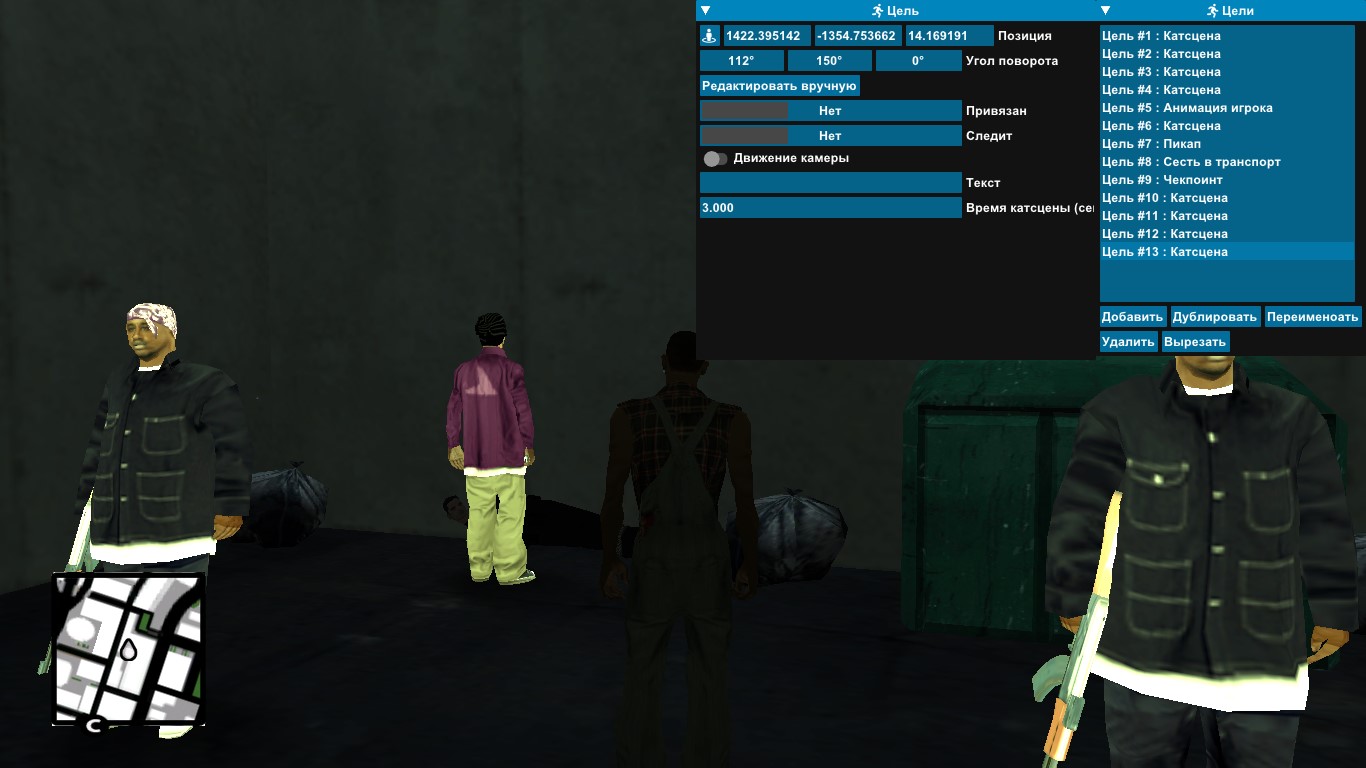 Цель
1422.395142 -1354.753662 14.169191 Позиция
112° 150° 0° Угол поворота
Редактировать вручную
Нет Привязан
Нет Следит
Движение камеры
Текст
3.000 Время катсцены (се
Цели
Цель #1 : Катсцена
Цель #2 : Катсцена
Цель #3 : Катсцена
Цель #4 : Катсцена
Цель #5 : Анимация игрока
Цель #6 : Катсцена
Цель #7 : Пикап
Цель #8 : Сесть в транспорт
Цель #9 : Чекпоинт
Цель #10 : Катсцена
Цель #11 : Катсцена
Цель #12 : Катсцена
Цель #13 : Катсцена
Добавить Дублировать Переименоать
Удалить Вырезать
С